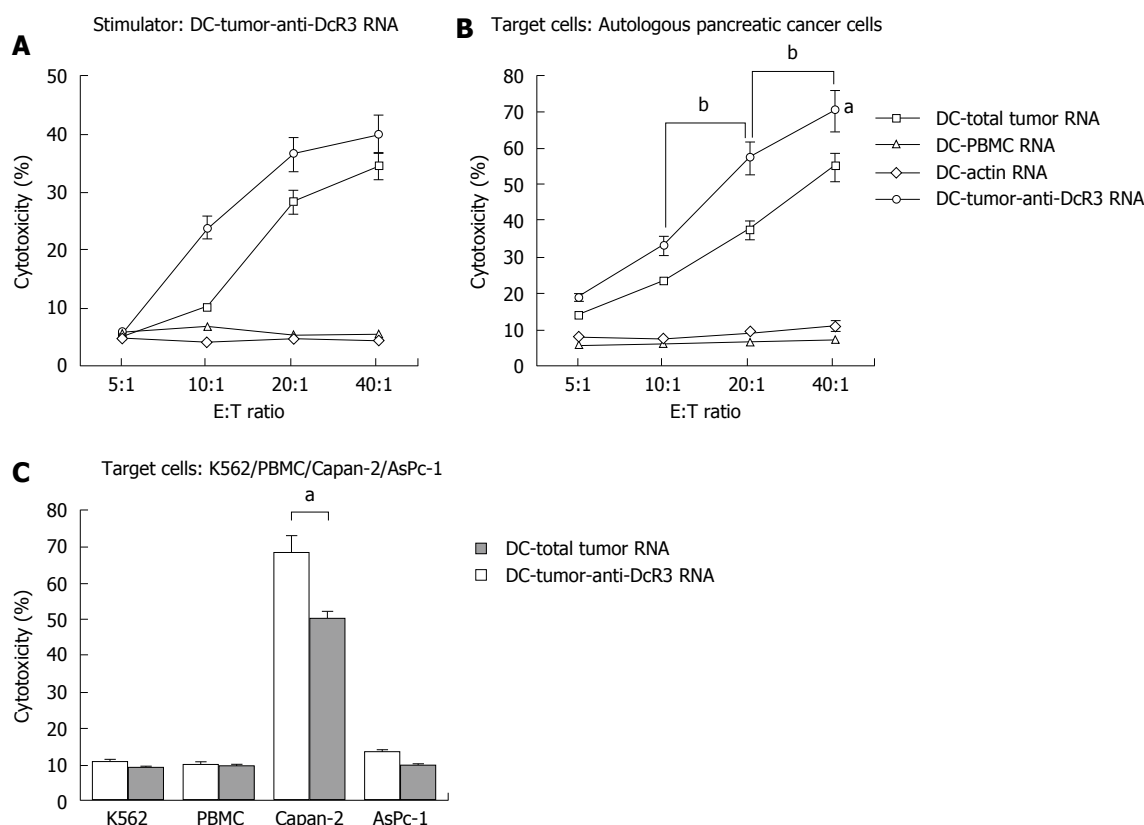 A
Stimulator: DC-tumor-anti-DcR3 RNA
Cytotoxicity (%)
50
40
30
20
10
0
5:1 10:1 20:1 40:1
E:T ratio
B
Target cells: Autologous pancreatic cancer cells
Cytotoxicity (%)
80
70
60
50
40
30
20
10
0
b
b
a
5:1 10:1 20:1 40:1
E:T ratio
DC-total tumor RNA
DC-PBMC RNA
DC-actin RNA
DC-tumor-anti-DcR3 RNA
C
Target cells: K562/PBMC/Capan-2/AsPc-1
Cytotoxicity (%)
80
70
60
50
40
30
20
10
0
a
K562 PBMC Capan-2 AsPc-1
DC-total tumor RNA
DC-tumor-anti-DcR3 RNA